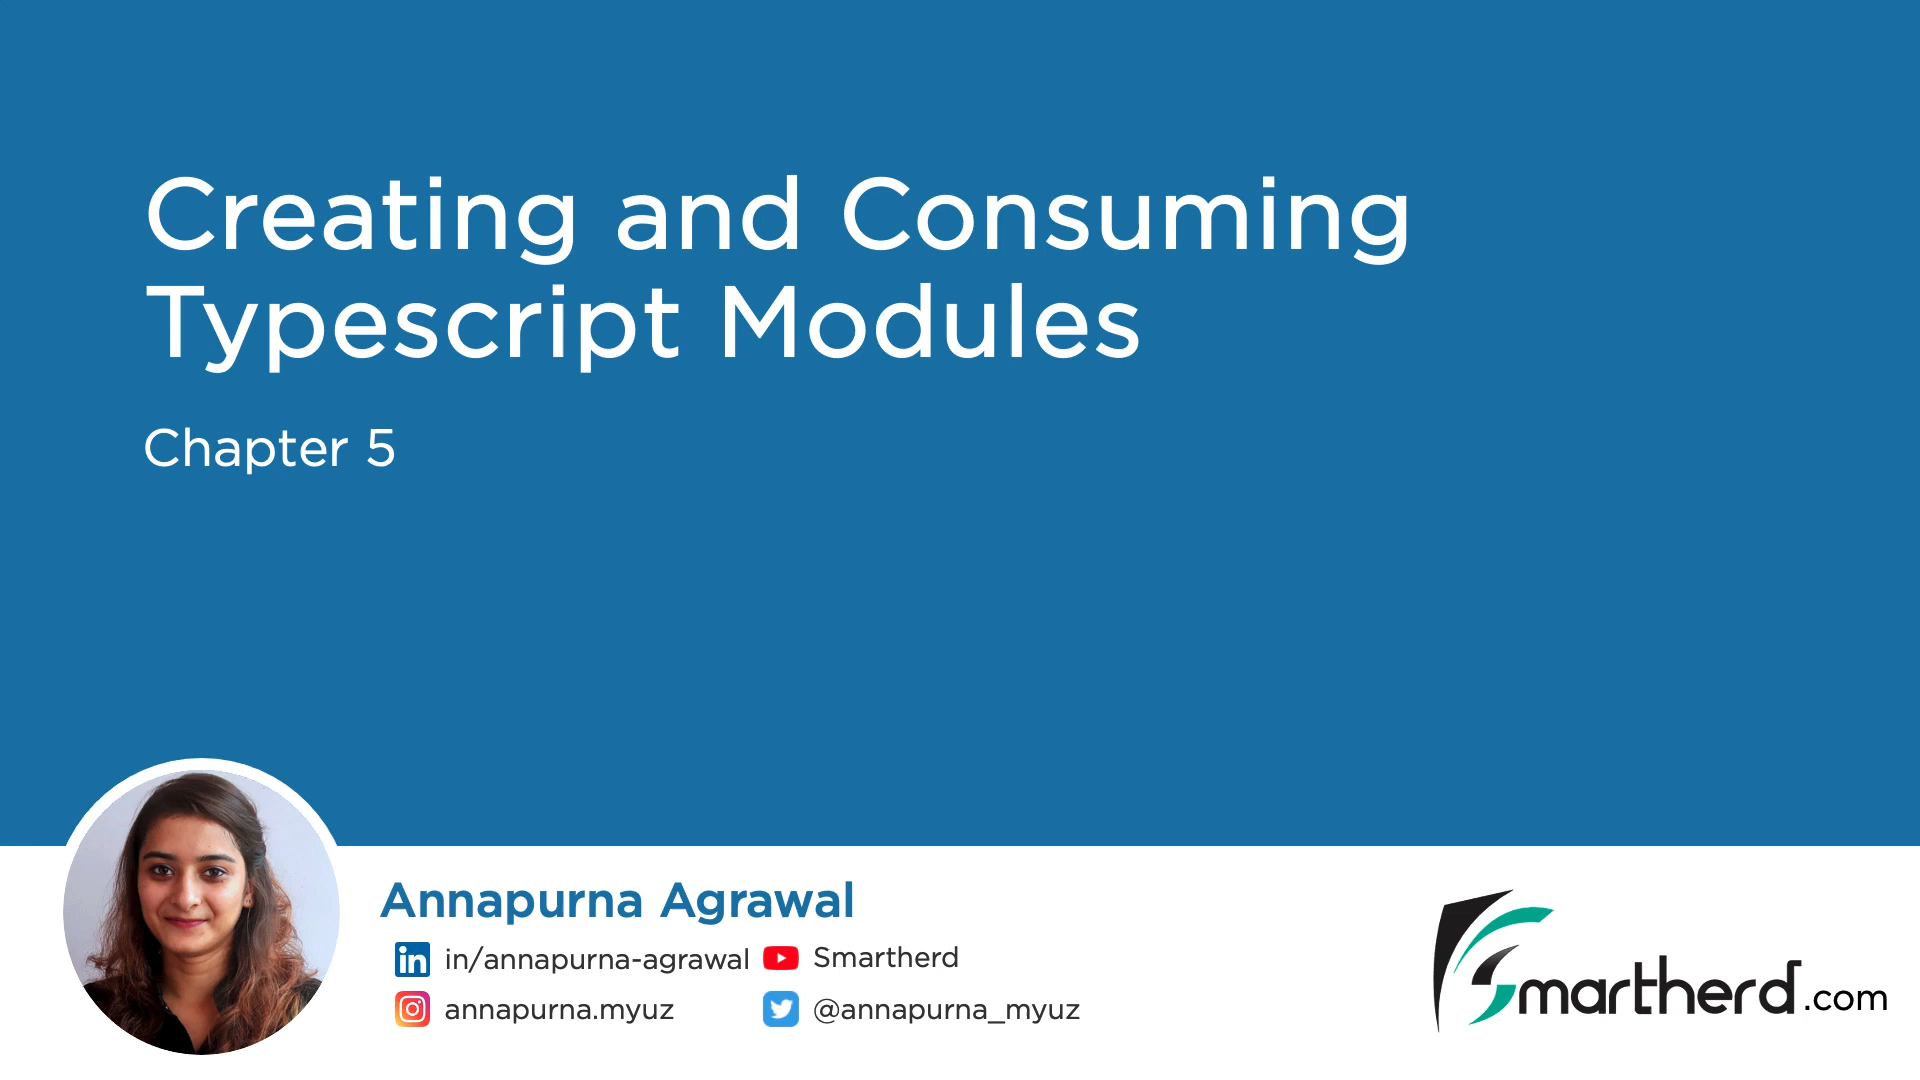 Creating and Consuming
Typescript Modules
Chapter 5
Annapurna Agrawal
in/annapurna-agrawal
Smartherd
annapurna.myuz
@annapurna_myuz
Smartherd.com